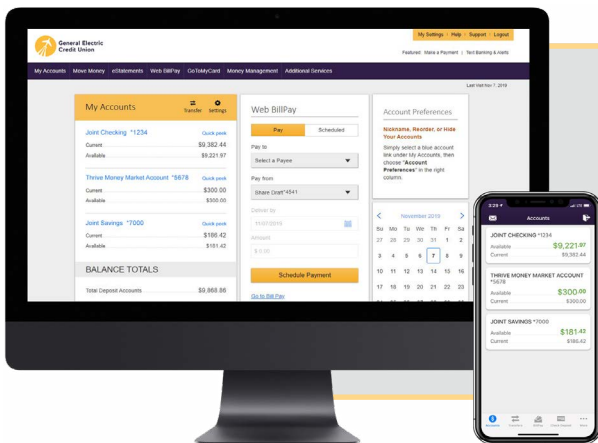 General Electric
Credit Union
My Settings | Help | Support | Logout
Featured: Make a Payment | Text Banking & Alerts
My Accounts Move Money eStatements Web BillPay GoToMyCard Money Management Additional Services
Last Visit Nov 7, 2019
My Accounts
Transfer Settings
Joint Checking *1234 Quick peek
Current $9,382.44
Available $9,221.97
Thrive Money Market Account *5678 Quick peek
Current $300.00
Available $300.00
Joint Savings *7000 Quick peek
Current $186.42
Available $181.42
BALANCE TOTALS
Total Deposit Accounts $9,868.86
Web BillPay
Pay Scheduled
Pay to
Select a Payee
Pay from
Share Draft*4541
Deliver by
11/07/2019
Amount
$ 0.00
Schedule Payment
Go to Bill Pay
Account Preferences
Nickname, Reorder, or Hide
Your Accounts
Simply select a blue account
link under My Accounts, then
choose "Account
Preferences" in the right
column.
November 2019
Su Mo Tu We Th Fr Sa
27 28 29 30 31 1 2
3 4 5 6 7 8 9
10 11 12 13 14 15 16
17 18 19 20 21 22 23
3:29
LTE
Accounts
JOINT CHECKING *1234
Available $9,221.97
Current $9,382.44
THRIVE MONEY MARKET ACCOUNT
*5678
Available $300.00
Current $300.00
JOINT SAVINGS *7000
Available $181.42
Current $186.42
Accounts Transfers BillPay Check Deposit More